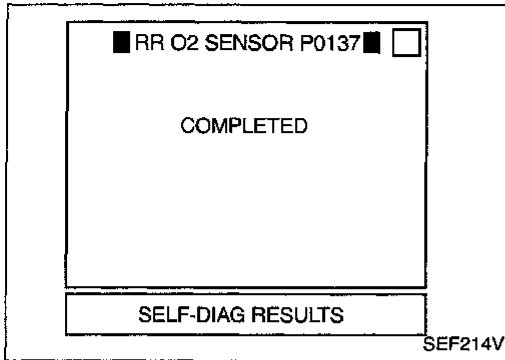 RR O2 SENSOR P0137
COMPLETED
SELF-DIAG RESULTS
SEF214V